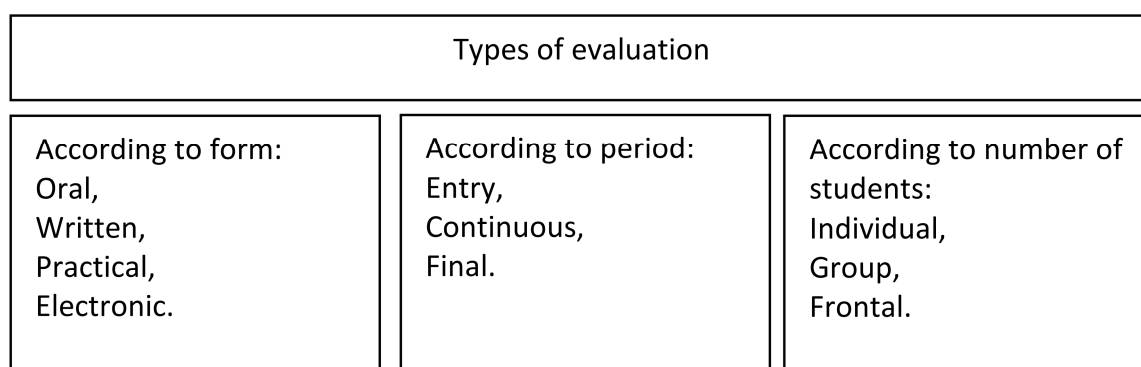 Types of evaluation
According to form:
Oral,
Written,
Practical,
Electronic.
According to period:
Entry,
Continuous,
Final.
According to number of
students:
Individual,
Group,
Frontal.